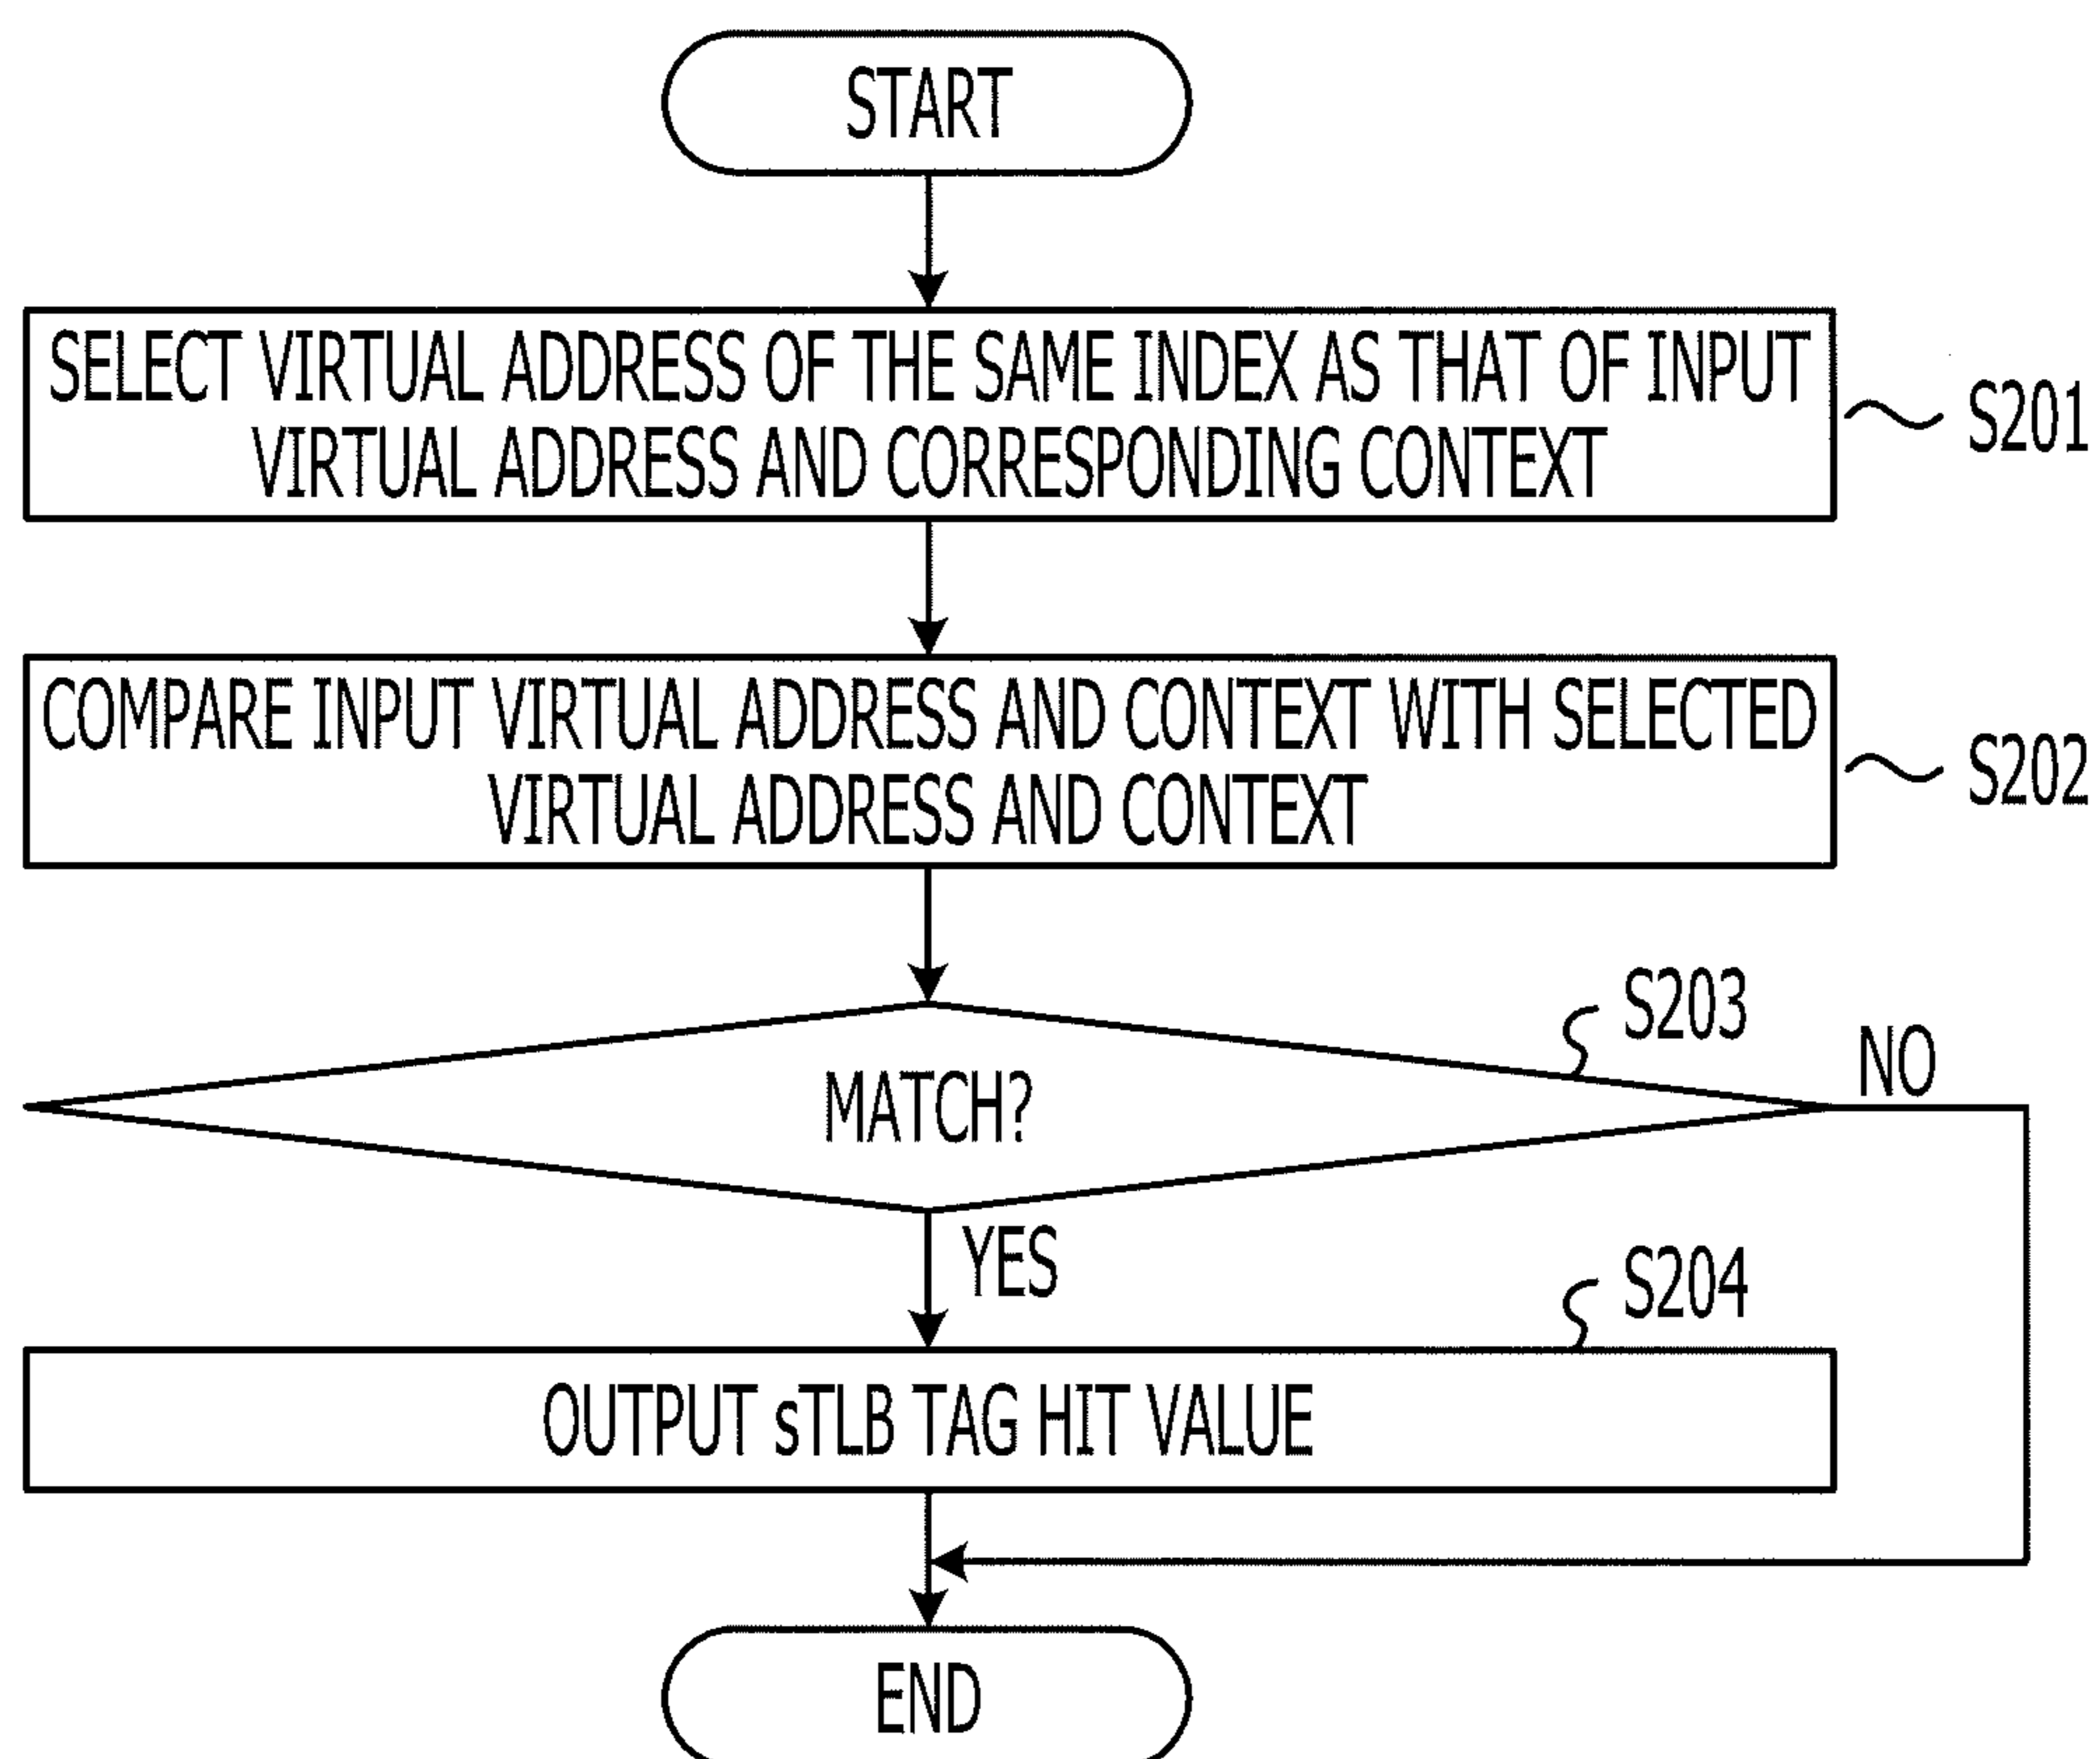 START
SELECT VIRTUAL ADDRESS OF THE SAME INDEX AS THAT OF INPUT
VIRTUAL ADDRESS AND CORRESPONDING CONTEXT
S201
COMPARE INPUT VIRTUAL ADDRESS AND CONTEXT WITH SELECTED
VIRTUAL ADDRESS AND CONTEXT
S202
S203
NO
MATCH?
YES
S204
OUTPUT sTLB TAG HIT VALUE
END